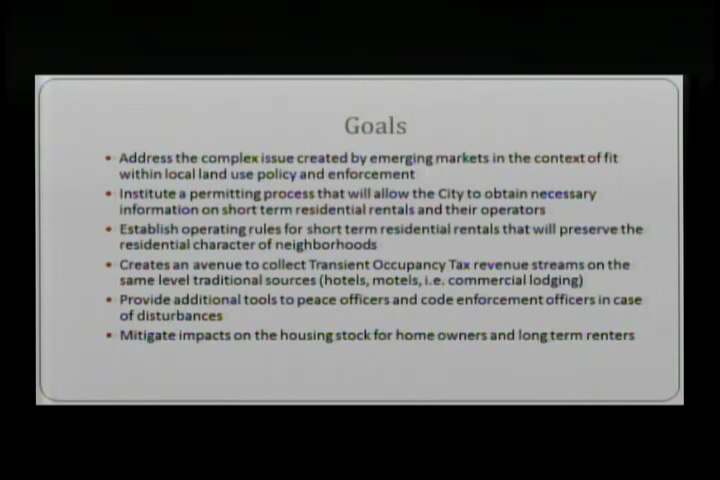 Goals
• Address the complex issue created by emerging markets in the context of fit
within local land use policy and enforcement
• Institute a permitting process that will allow the City to obtain necessary
information on short term residential rentals and their operators
• Establish operating rules for short term residential rentals that will preserve the
residential character of neighborhoods
• Creates an avenue to collect Transient Occupancy Tax revenue streams on the
same level traditional sources (hotels, motels, i.e. commercial lodging)
• Provide additional tools to peace officers and code enforcement officers in case
of disturbances
• Mitigate impacts on the housing stock for home owners and long term renters